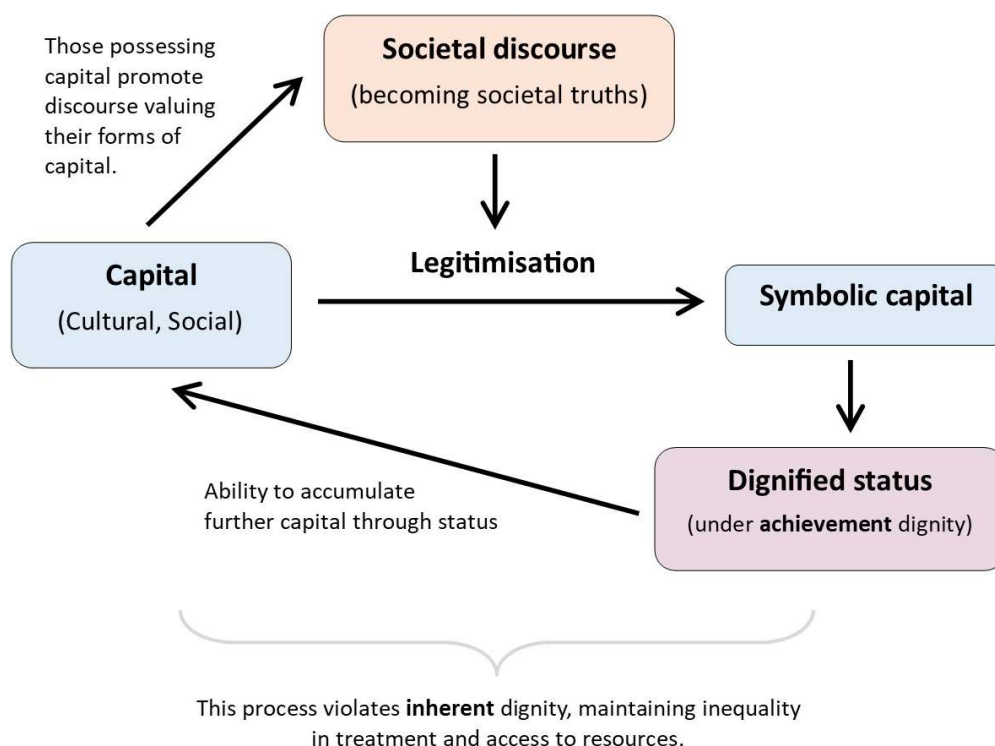 Those possessing
capital promote
discourse valuing
their forms of
capital.
Societal discourse
(becoming societal truths)
Legitimisation
Capital
(Cultural, Social)
Symbolic capital
Dignified status
(under achievement dignity)
Ability to accumulate
further capital through status
This process violates inherent dignity, maintaining inequality
in treatment and access to resources.